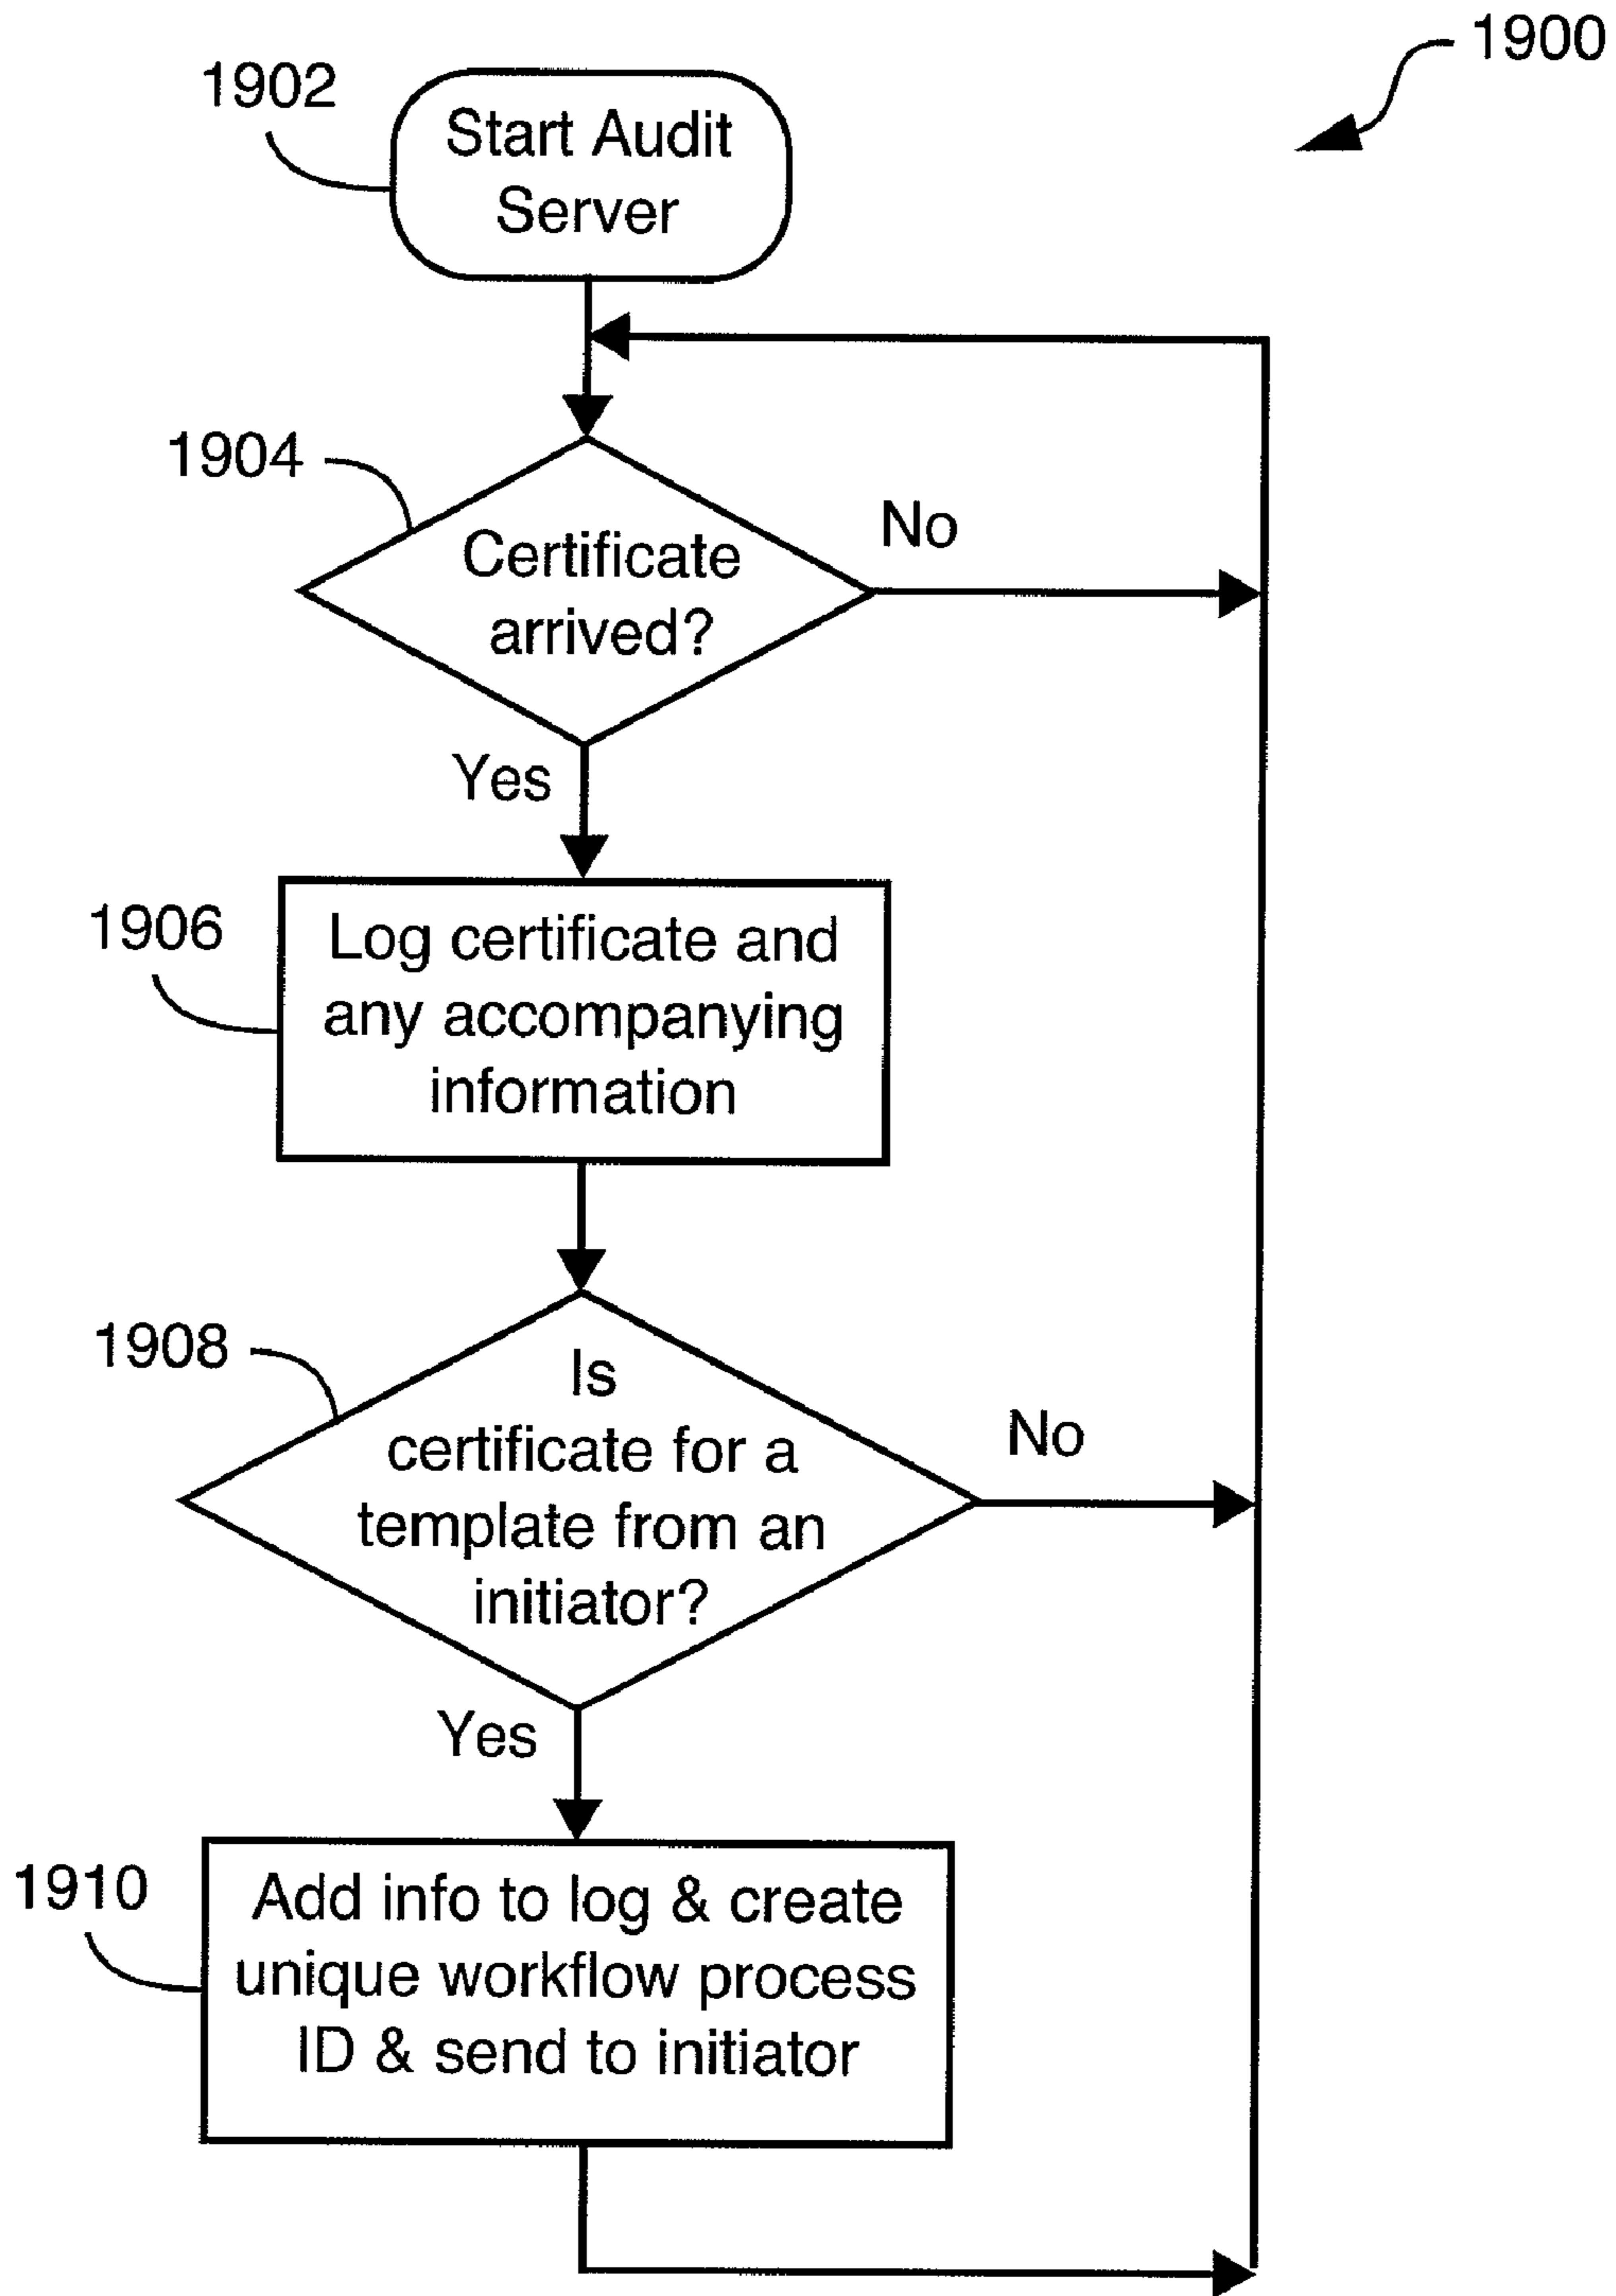 1900
1902
Start Audit
Server
1904
Certificate
arrived?
No
Yes
1906
Log certificate and
any accompanying
information
1908
Is
certificate for a
template from an
initiator?
No
Yes
1910
Add info to log & create
unique workflow process
ID & send to initiator